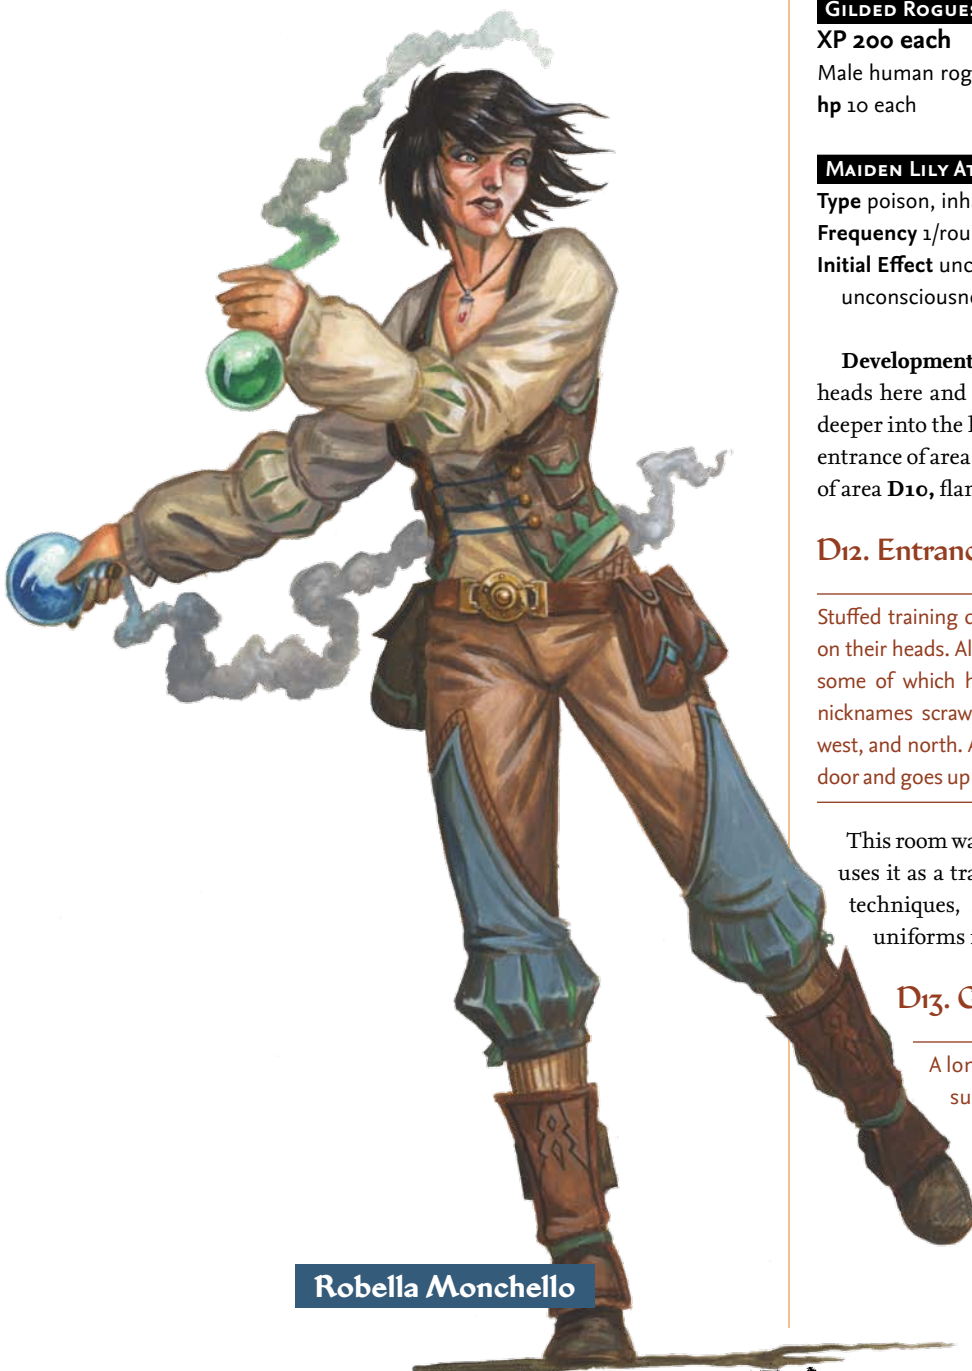 Gilded Rogues
XP 200 each
Male human rog
hp 10 each
Maiden Lily At
Type poison, inh
Frequency 1/rou
Initial Effect unc
unconsciousne
Development
heads here and
deeper into the
entrance of area
of area D10, flan
D12. Entranc
Stuffed training d
on their heads. Al
some of which h
nicknames scraw
west, and north. A
door and goes up
This room wa
uses it as a tra
techniques,
uniforms
D13. C
A lon
su
Robella Monchello